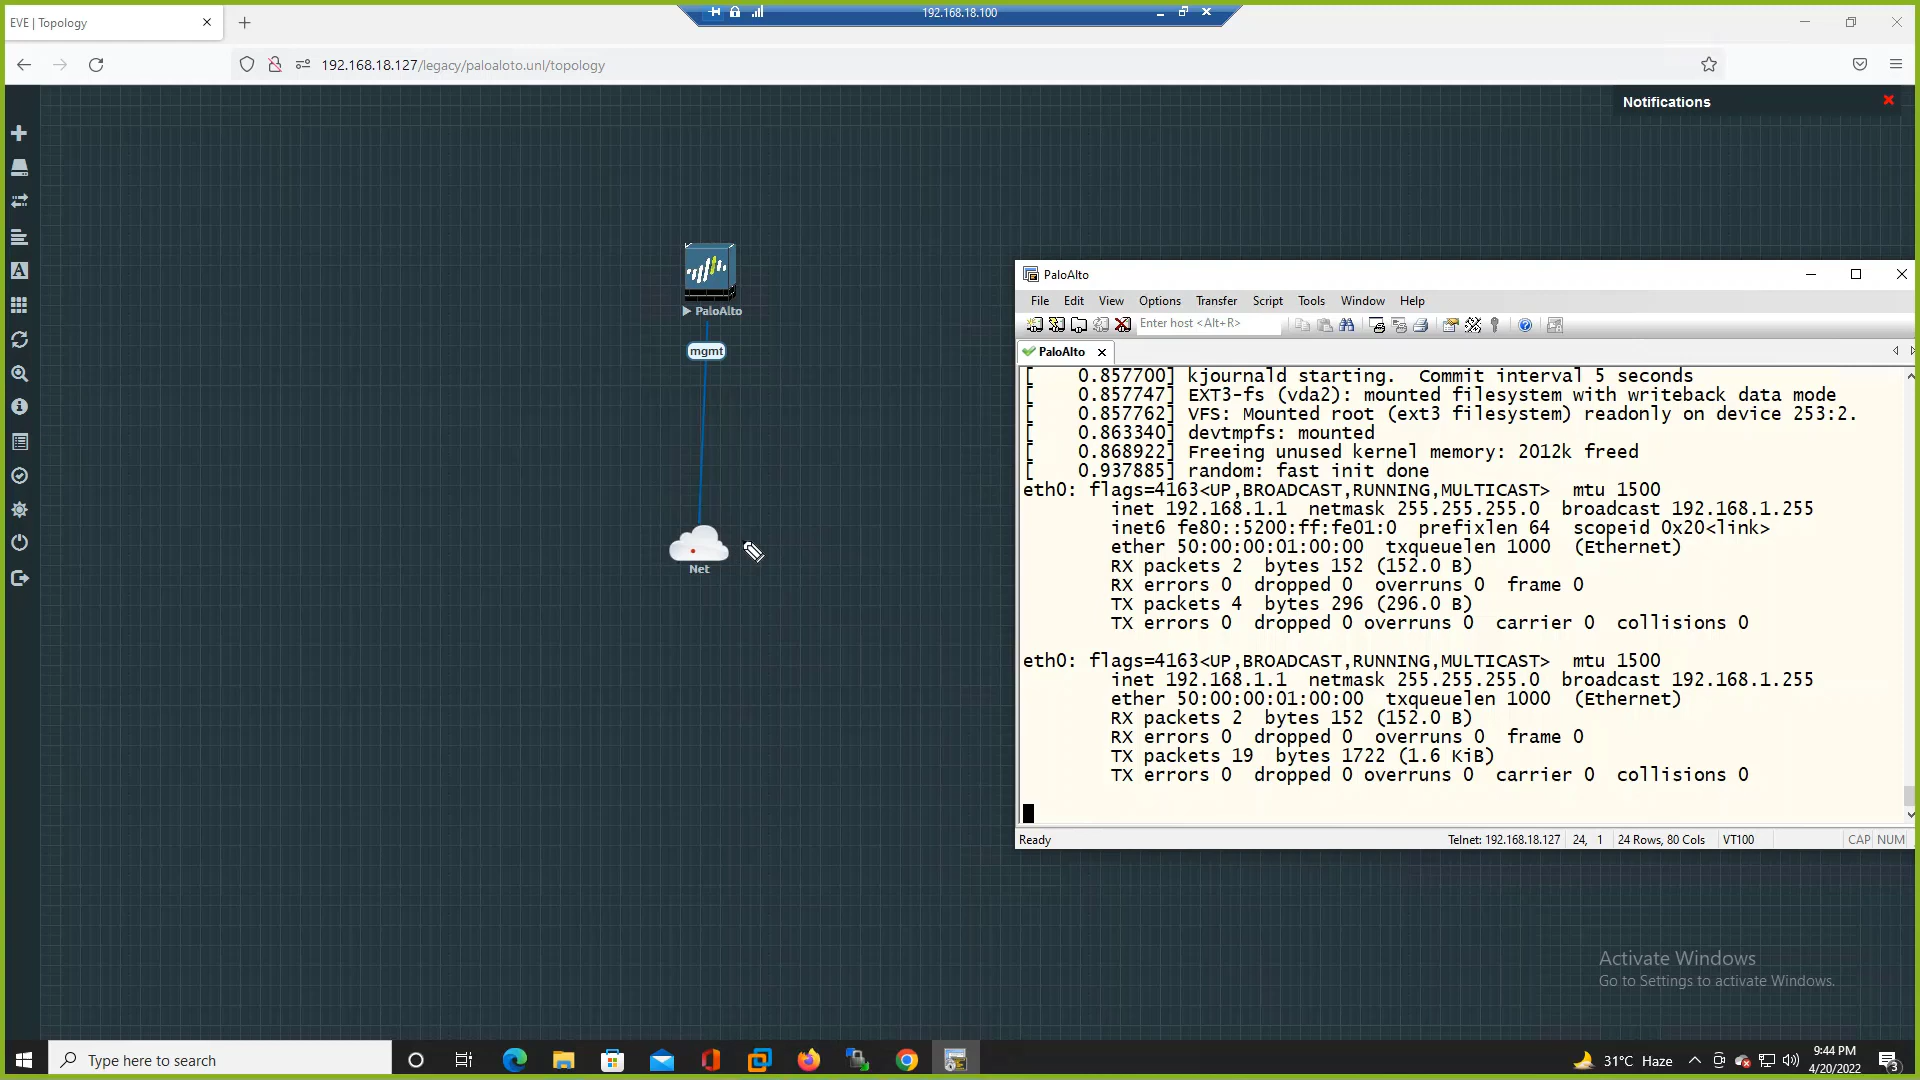 EVE | Topology
192.168.18.100
192.168.18.127/legacy/paloaloto.unl/topology
Notifications
PaloAlto
mgmt
Net
PaloAlto
File Edit View Options Transfer Script Tools Window Help
Enter host <Alt+R>
PaloAlto
[    0.857700] kjournald starting.  Commit interval 5 seconds
[    0.857747] EXT3-fs (vda2): mounted filesystem with writeback data mode
[    0.857762] VFS: Mounted root (ext3 filesystem) readonly on device 253:2.
[    0.863340] devtmpfs: mounted
[    0.868922] Freeing unused kernel memory: 2012k freed
[    0.937885] random: fast init done
eth0: flags=4163<UP,BROADCAST,RUNNING,MULTICAST>  mtu 1500
inet 192.168.1.1  netmask 255.255.255.0  broadcast 192.168.1.255
inet6 fe80::5200:ff:fe01:0  prefixlen 64  scopeid 0x20<link>
ether 50:00:00:01:00:00  txqueuelen 1000  (Ethernet)
RX packets 2  bytes 152 (152.0 B)
RX errors 0  dropped 0  overruns 0  frame 0
TX packets 4  bytes 296 (296.0 B)
TX errors 0  dropped 0 overruns 0  carrier 0  collisions 0
eth0: flags=4163<UP,BROADCAST,RUNNING,MULTICAST>  mtu 1500
inet 192.168.1.1  netmask 255.255.255.0  broadcast 192.168.1.255
ether 50:00:00:01:00:00  txqueuelen 1000  (Ethernet)
RX packets 2  bytes 152 (152.0 B)
RX errors 0  dropped 0  overruns 0  frame 0
TX packets 19  bytes 1722 (1.6 KiB)
TX errors 0  dropped 0 overruns 0  carrier 0  collisions 0
Ready Telnet: 192.168.18.127 24, 1 24 Rows, 80 Cols VT100 CAP NUM
Activate Windows
Go to Settings to activate Windows.
Type here to search
31°C Haze
9:44 PM
4/20/2022
3